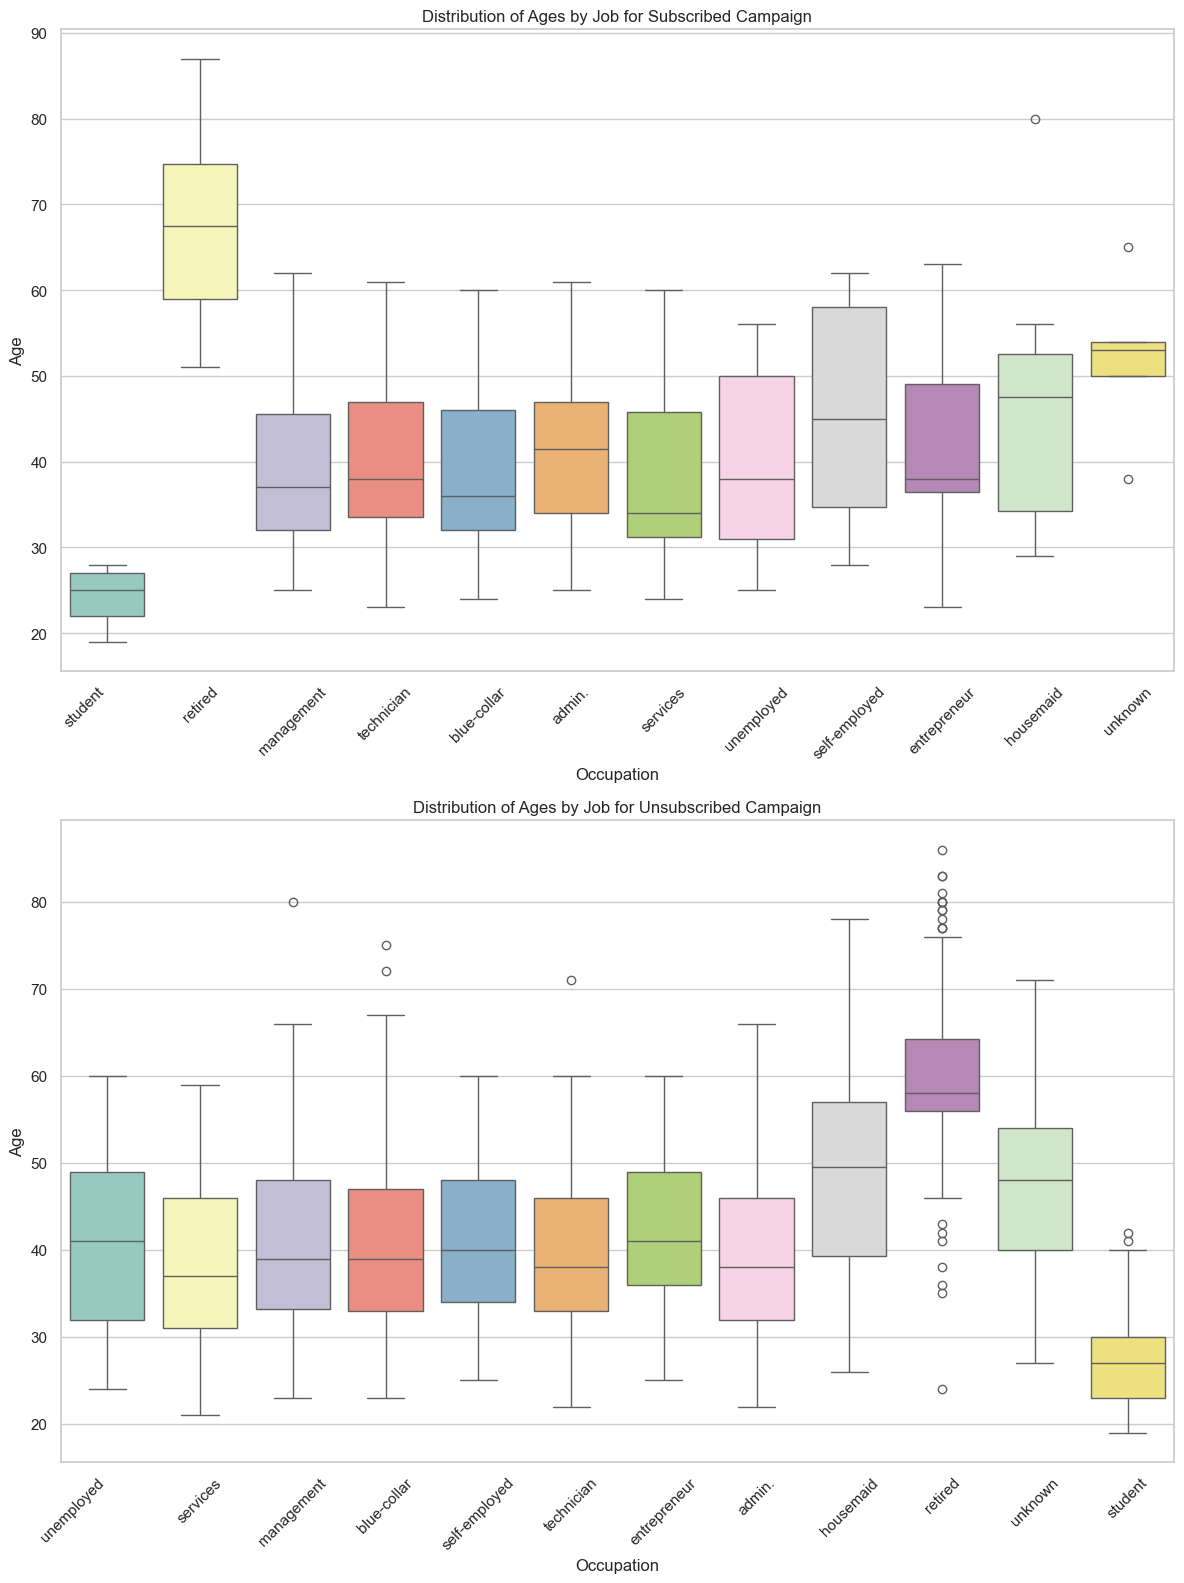 Distribution of Ages by Job for Subscribed Campaign
90
80
70
60
50
40
30
20
Age
student
retired
management
technician
blue-collar
admin.
services
unemployed
self-employed
entrepreneur
housemaid
unknown
Occupation
Distribution of Ages by Job for Unsubscribed Campaign
80
70
60
50
40
30
20
Age
unemployed
services
management
blue-collar
self-employed
technician
entrepreneur
admin.
housemaid
retired
unknown
student
Occupation